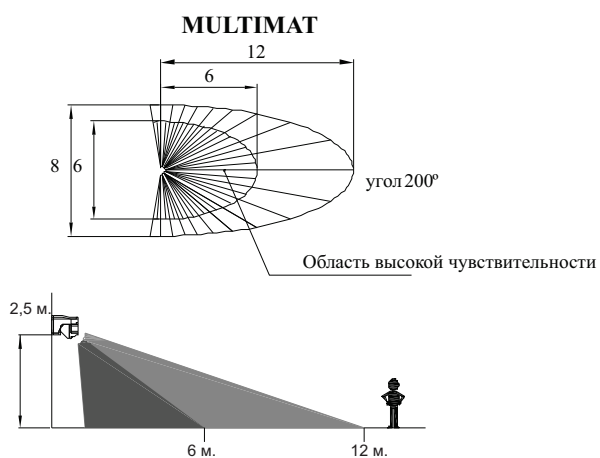 MULTIMAT
12
6
8
6
угол 200º
Область высокой чувствительности
2,5 м.
6 м.
12 м.